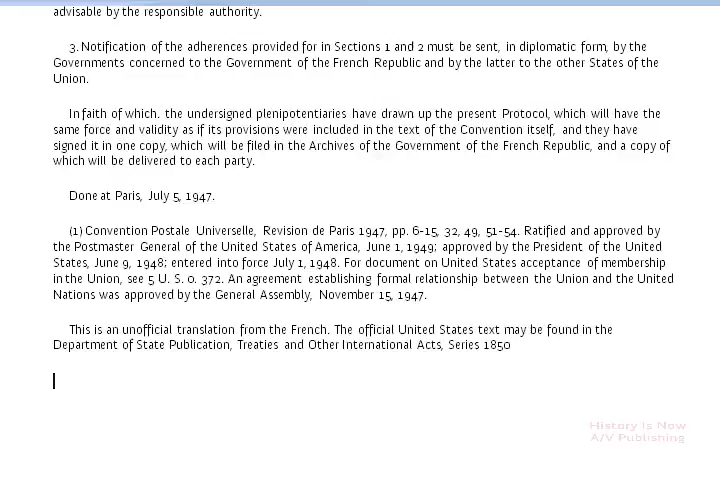 advisable by the responsible authority.
3. Notification of the adherences provided for in Sections 1 and 2 must be sent, in diplomatic form, by the
Governments concerned to the Government of the French Republic and by the latter to the other States of the
Union.
In faith of which. the undersigned plenipotentiaries have drawn up the present Protocol, which will have the
same force and validity as if its provisions were included in the text of the Convention itself, and they have
signed it in one copy, which will be filed in the Archives of the Government of the French Republic, and a copy of
which will be delivered to each party.
Done at Paris, July 5, 1947.
(1) Convention Postale Universelle, Revision de Paris 1947, pp. 6-15, 32, 49, 51-54. Ratified and approved by
the Postmaster General of the United States of America, June 1, 1949; approved by the President of the United
States, June 9, 1948; entered into force July 1, 1948. For document on United States acceptance of membership
in the Union, see 5 U. S. o. 372. An agreement establishing formal relationship between the Union and the United
Nations was approved by the General Assembly, November 15, 1947.
This is an unofficial translation from the French. The official United States text may be found in the
Department of State Publication, Treaties and Other International Acts, Series 1850
History Is Now
A/V Publishing